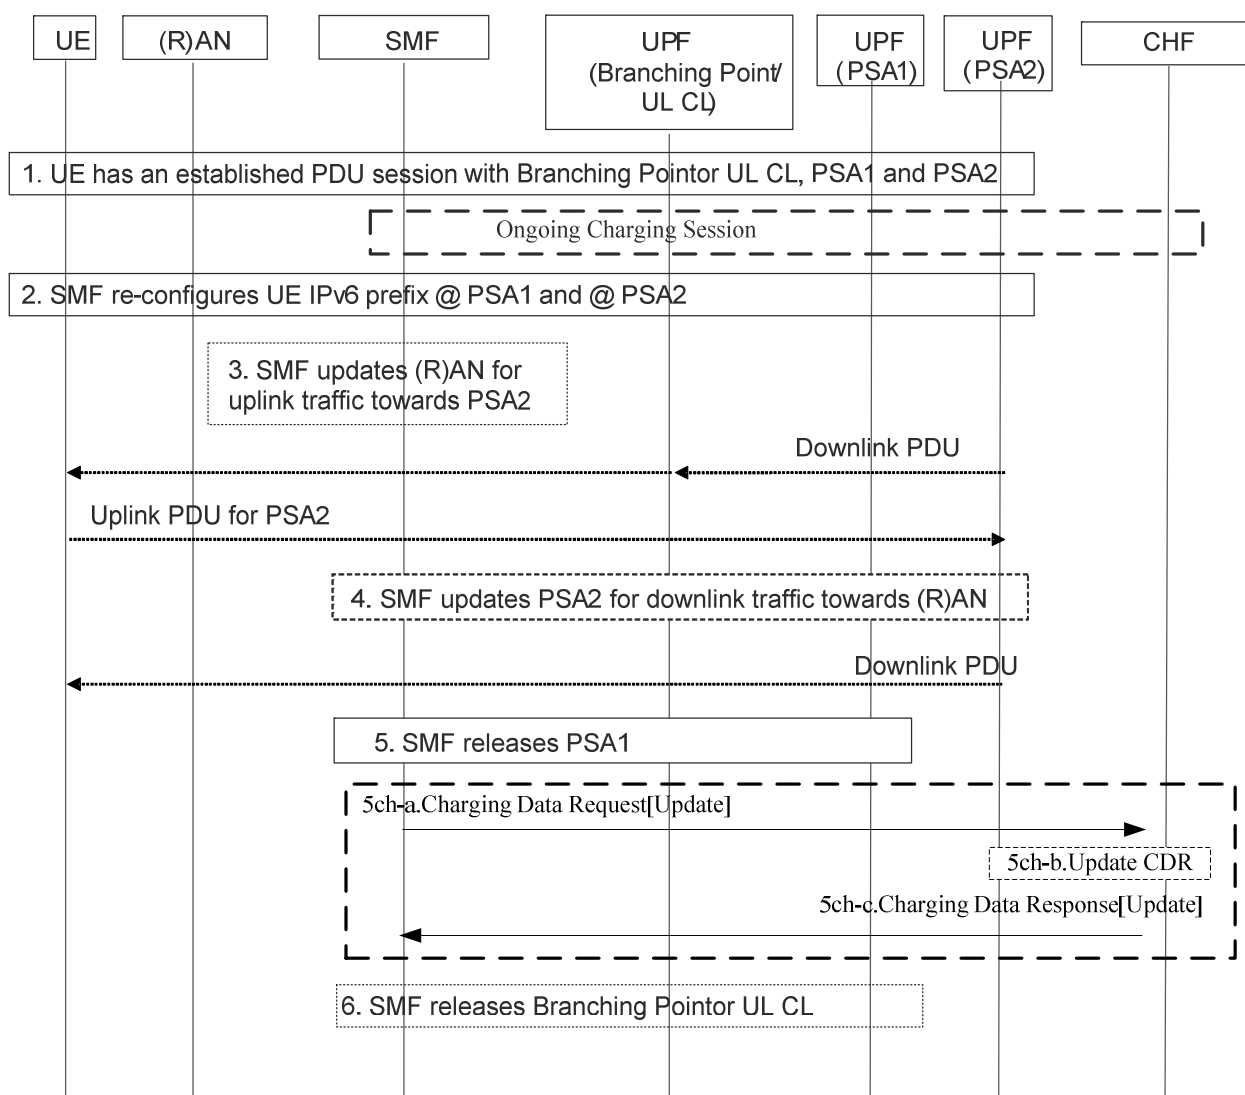 UE
(R)AN
SMF
UPF
(Branching Point/
UL CL)
UPF
(PSA1)
UPF
(PSA2)
CHF
1. UE has an established PDU session with Branching Pointor UL CL, PSA1 and PSA2
Ongoing Charging Session
2. SMF re-configures UE IPv6 prefix @ PSA1 and @ PSA2
3. SMF updates (R)AN for
uplink traffic towards PSA2
Downlink PDU
Uplink PDU for PSA2
4. SMF updates PSA2 for downlink traffic towards (R)AN
Downlink PDU
5. SMF releases PSA1
5ch-a.Charging Data Request[Update]
5ch-b.Update CDR
5ch-c.Charging Data Response[Update]
6. SMF releases Branching Pointor UL CL